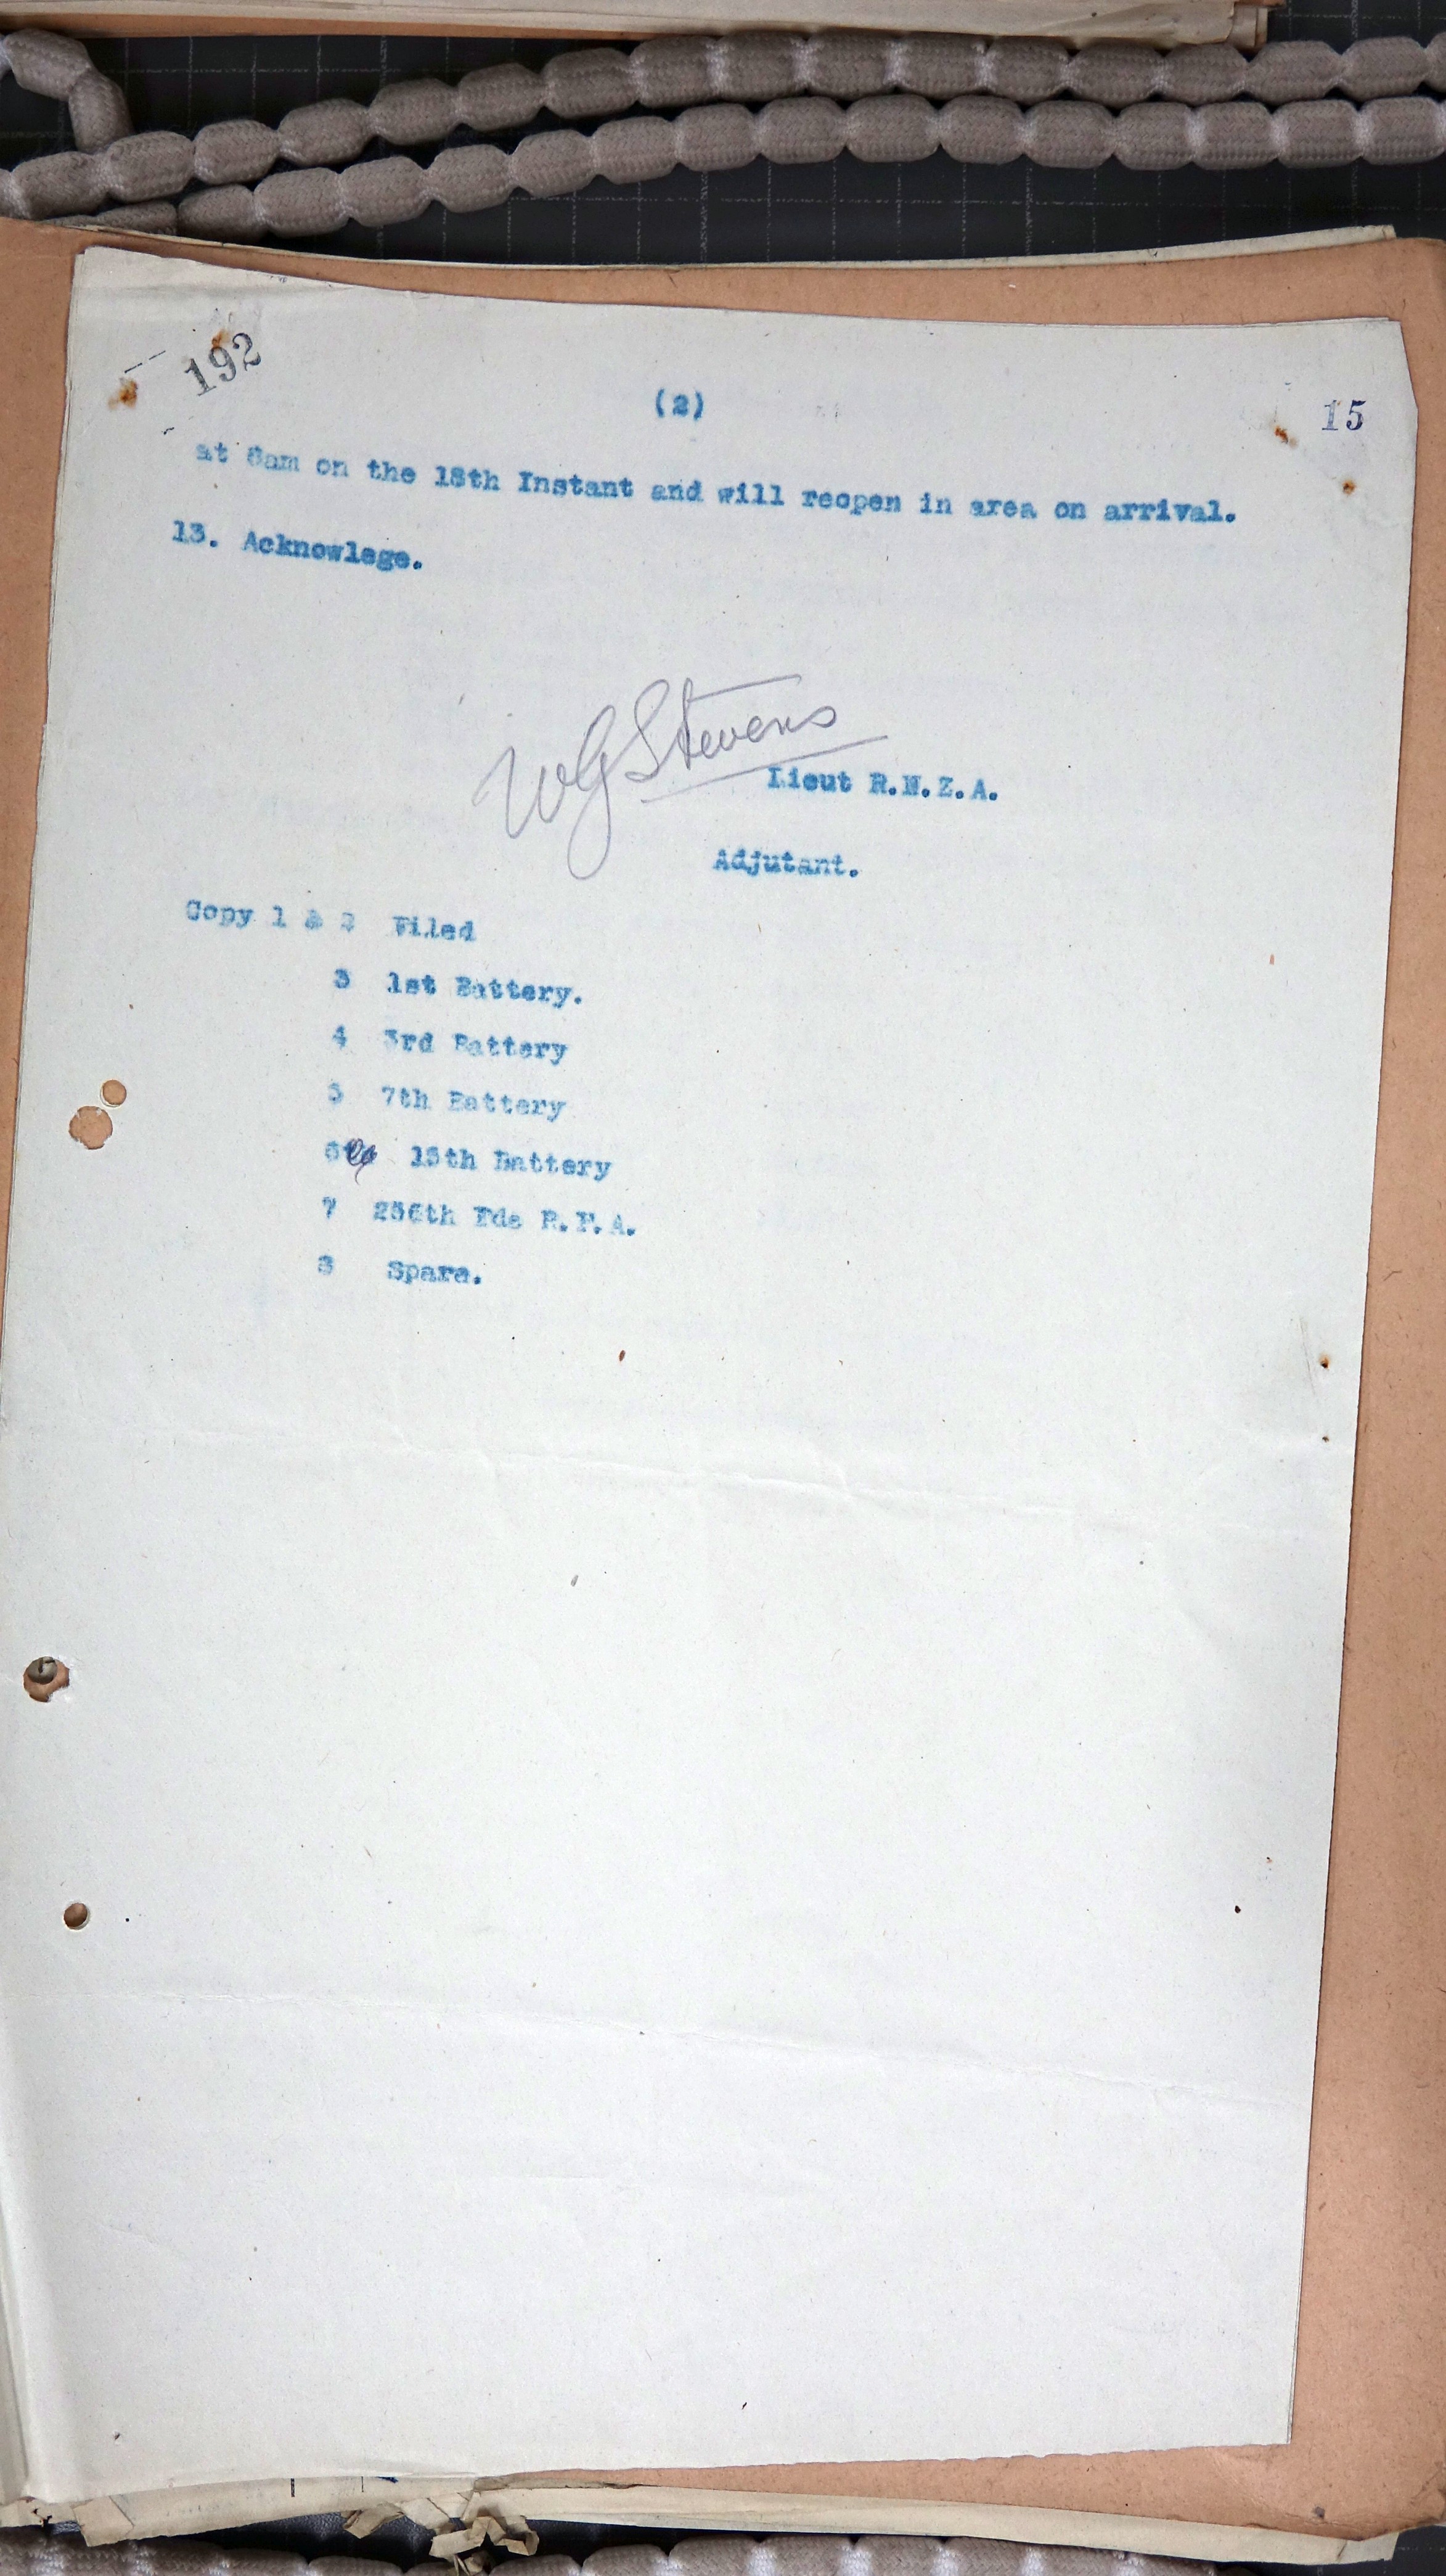 192
(2)
15
at 8am on the 18th Instant and will reopen in area on arrival.
13. Acknowlege.
WGStevens
Lieut R.N.Z.A.
Adjutant.
Copy 1 & 2 Filed
3 1st Battery.
4 3rd Battery
5 7th Battery
6 15th Battery
7 256th Bde R.F.A.
8 Spare.